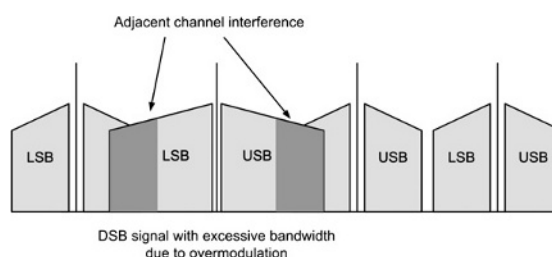 Adjacent channel interference
LSB LSB USB USB LSB USB
DSB signal with excessive bandwidth
due to overmodulation